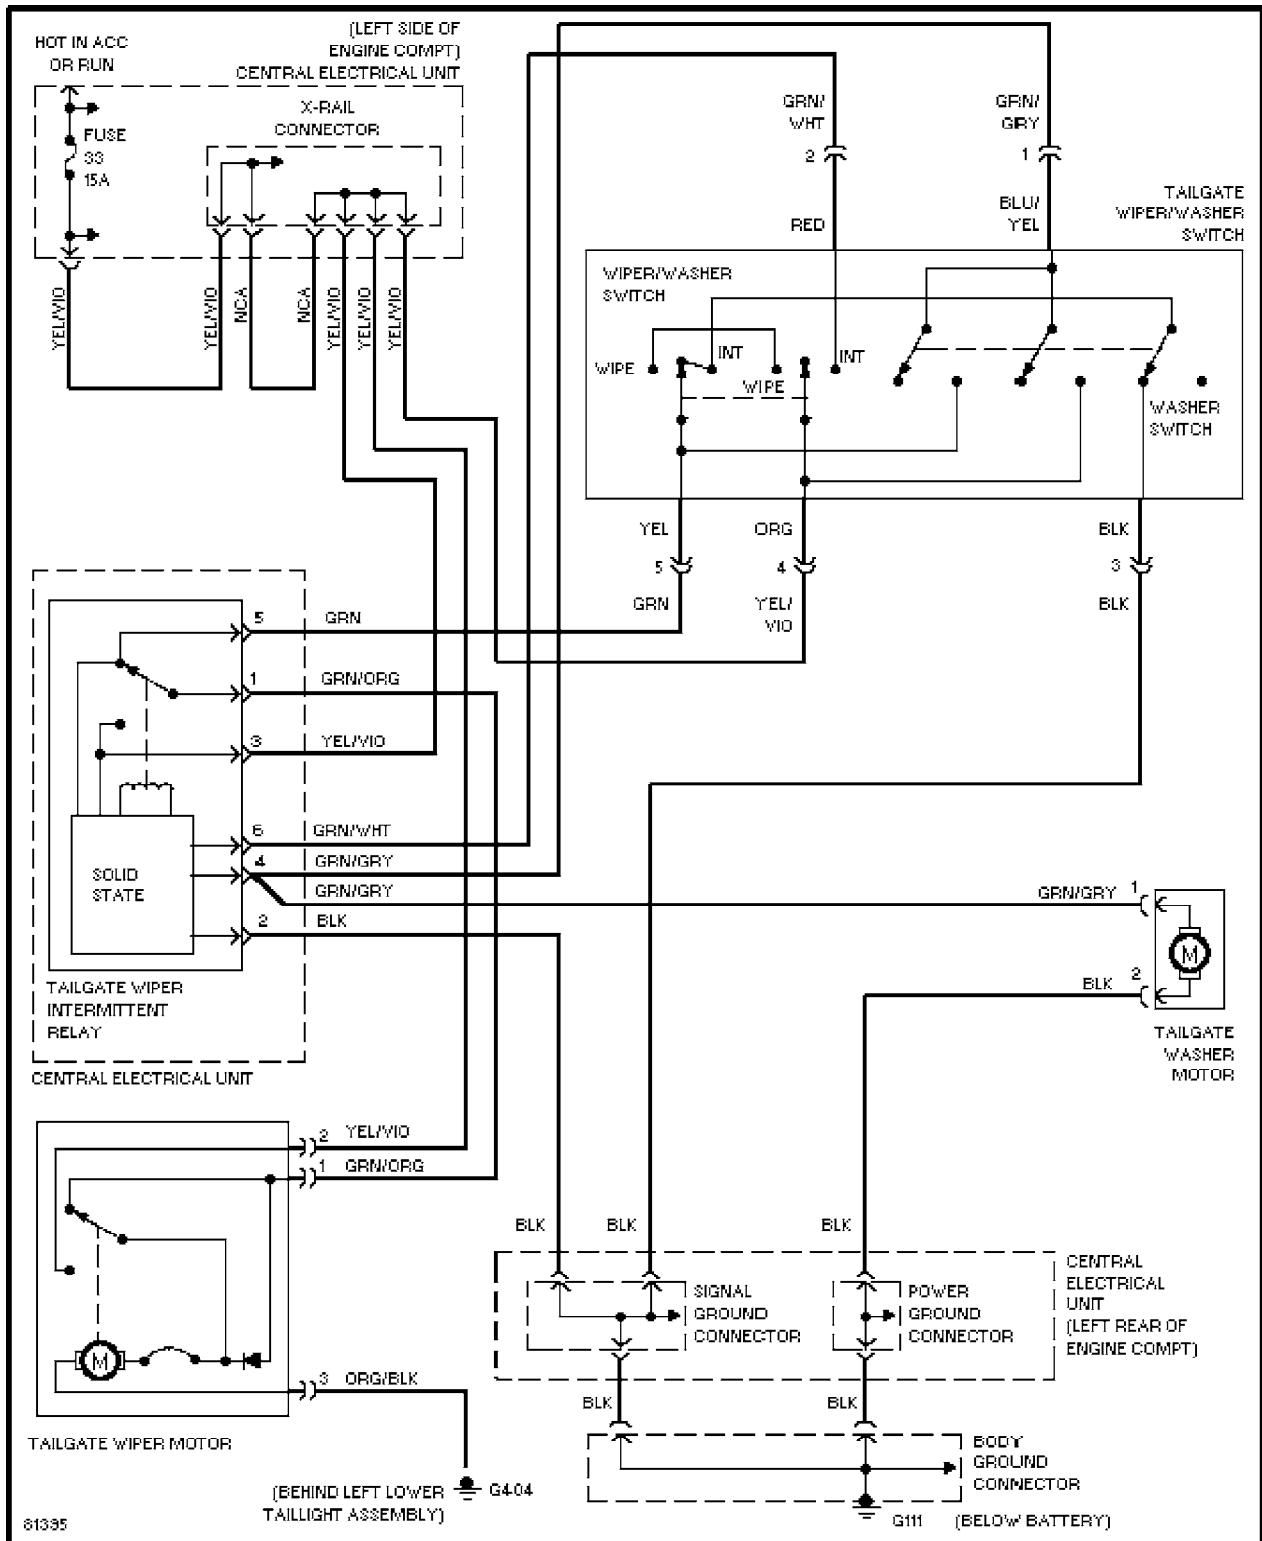 HOT IN ACC
OR RUN
(LEFT SIDE OF
ENGINE COMPT)
CENTRAL ELECTRICAL UNIT
X-RAIL
CONNECTOR
FUSE
33
15A
YEL/VIO
YEL/VIO
NCA
NCA
YEL/VIO
YEL/VIO
YEL/VIO
GRN/
WHT
2
RED
GRN/
GRY
1
BLU/
YEL
TAILGATE
WIPER/WASHER
SWITCH
WIPER/WASHER
SWITCH
WIPE
INT
WIPE
INT
WASHER
SWITCH
YEL
5
GRN
ORG
4
YEL/
VIO
BLK
3
BLK
5 GRN
1 GRN/ORG
3 YEL/VIO
6 GRN/WHT
4 GRN/GRY
GRN/GRY
2 BLK
SOLID
STATE
TAILGATE WIPER
INTERMITTENT
RELAY
CENTRAL ELECTRICAL UNIT
GRN/GRY 1
M
BLK 2
TAILGATE
WASHER
MOTOR
2 YEL/VIO
1 GRN/ORG
M
3 ORG/BLK
TAILGATE WIPER MOTOR
(BEHIND LEFT LOWER
TAILLIGHT ASSEMBLY)
G404
BLK
BLK
BLK
SIGNAL
GROUND
CONNECTOR
POWER
GROUND
CONNECTOR
CENTRAL
ELECTRICAL
UNIT
(LEFT REAR OF
ENGINE COMPT)
BLK
BLK
BODY
GROUND
CONNECTOR
G111
(BELOW BATTERY)
81395